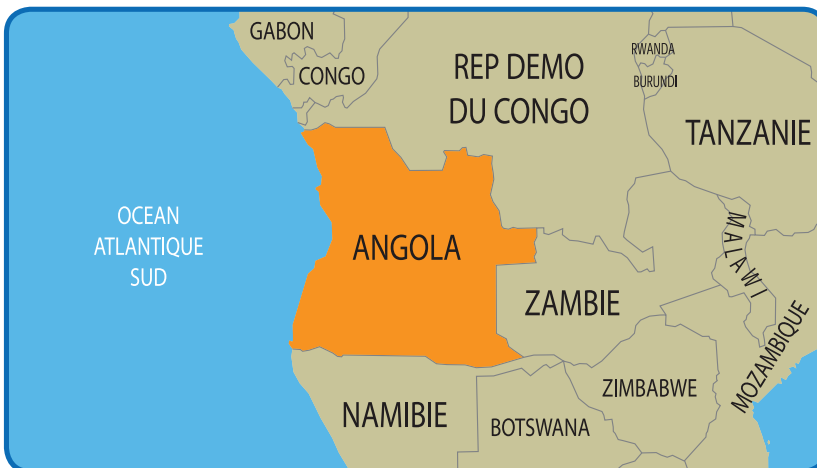 GABON
CONGO
REP DEMO
DU CONGO
RWANDA
BURUNDI
TANZANIE
OCEAN
ATLANTIQUE
SUD
ANGOLA
MALAWI
ZAMBIE
MOZAMBIQUE
ZIMBABWE
NAMIBIE
BOTSWANA